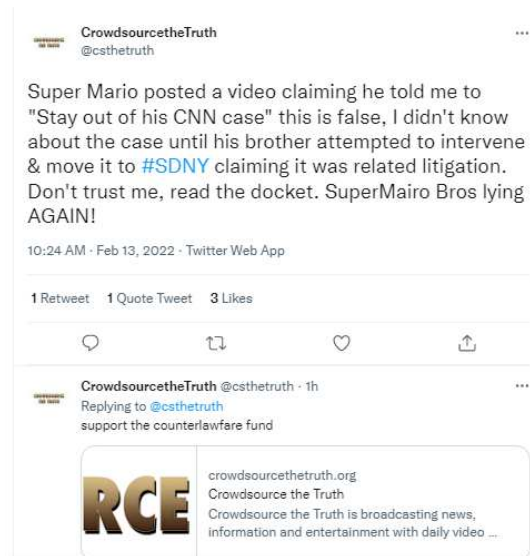 CrowdsourcetheTruth
@csthetruth
Super Mario posted a video claiming he told me to
"Stay out of his CNN case" this is false, I didn't know
about the case until his brother attempted to intervene
& move it to #SDNY claiming it was related litigation.
Don't trust me, read the docket. SuperMairo Bros lying
AGAIN!
10:24 AM · Feb 13, 2022 · Twitter Web App
1 Retweet 1 Quote Tweet 3 Likes
CrowdsourcetheTruth @csthetruth · 1h
Replying to @csthetruth
support the counterlawfare fund
RCE
crowdsourcethetruth.org
Crowdsource the Truth
Crowdsource the Truth is broadcasting news,
information and entertainment with daily video ...